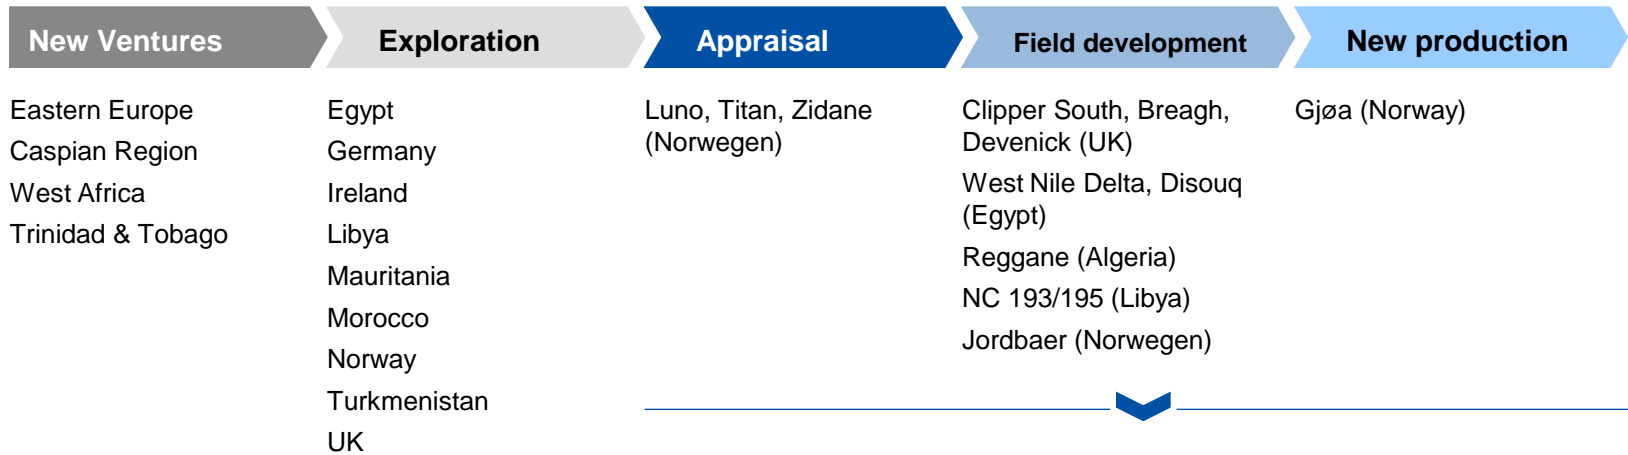 New Ventures
Exploration
Appraisal
Field development
New production
Eastern Europe
Caspian Region
West Africa
Trinidad & Tobago
Egypt
Germany
Ireland
Libya
Mauritania
Morocco
Norway
Turkmenistan
UK
Luno, Titan, Zidane
(Norwegen)
Clipper South, Breagh,
Devenick (UK)
West Nile Delta, Disouq
(Egypt)
Reggane (Algeria)
NC 193/195 (Libya)
Jordbaer (Norwegen)
Gjøa (Norway)